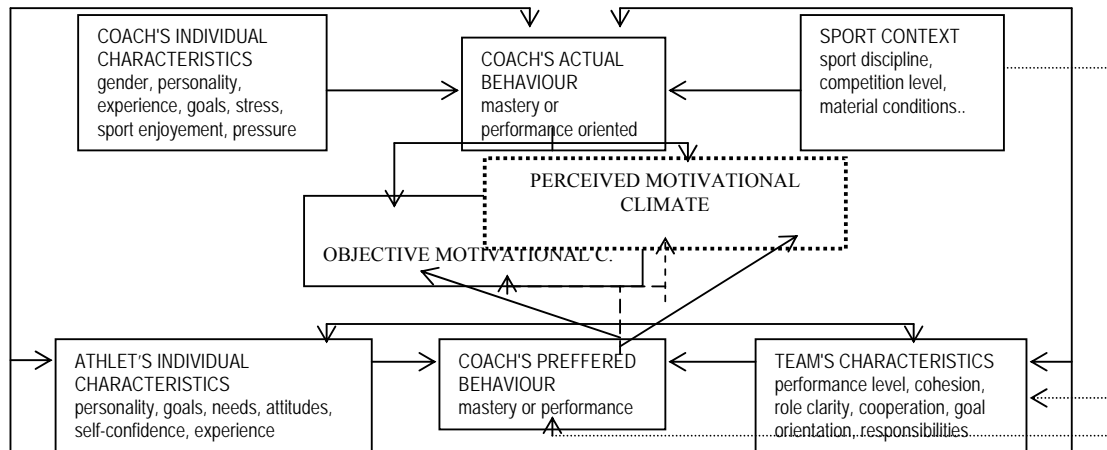 COACH'S INDIVIDUAL
CHARACTERISTICS
gender, personality,
experience, goals, stress,
sport enjoyement, pressure
COACH'S ACTUAL
BEHAVIOUR
mastery or
performance oriented
SPORT CONTEXT
sport discipline,
competition level,
material conditions..
PERCEIVED MOTIVATIONAL
CLIMATE
OBJECTIVE MOTIVATIONAL C.
ATHLET'S INDIVIDUAL
CHARACTERISTICS
personality, goals, needs, attitudes,
self-confidence, experience
COACH'S PREFFERED
BEHAVIOUR
mastery or performance
TEAM'S CHARACTERISTICS
performance level, cohesion,
role clarity, cooperation, goal
orientation, responsibilities